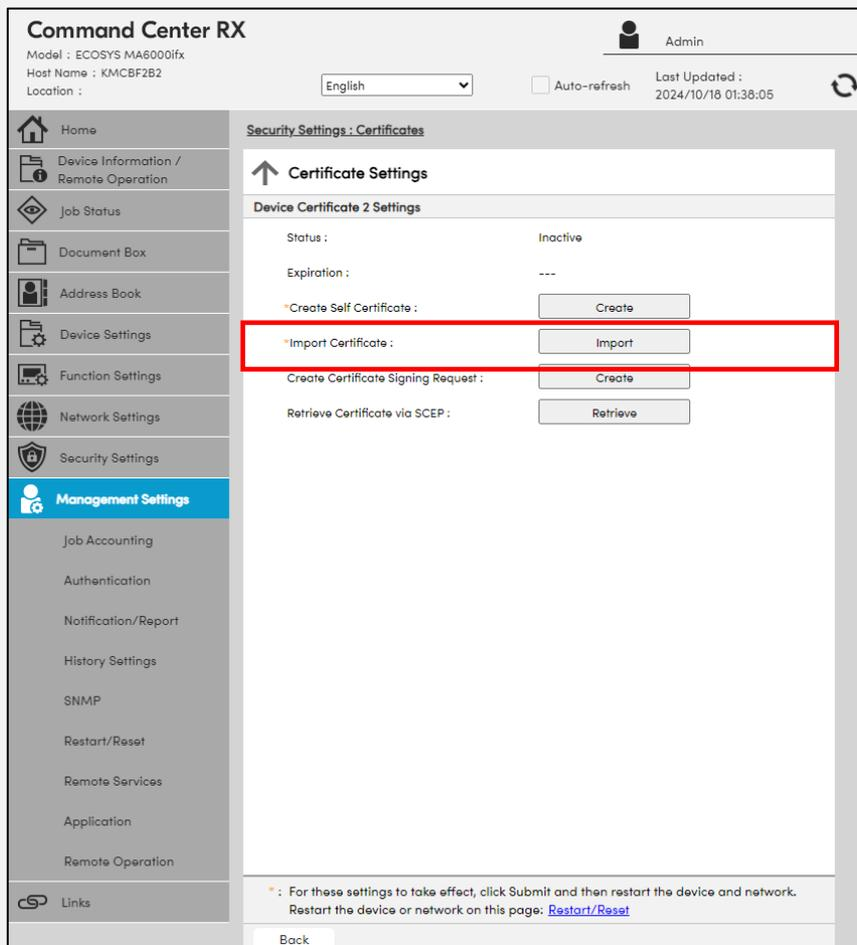 Command Center RX
Model : ECOSYS MA6000ifx
Host Name : KMCBF2B2
Location :
Admin
English
Auto-refresh
Last Updated :
2024/10/18 01:38:05
Home
Device Information /
Remote Operation
Job Status
Document Box
Address Book
Device Settings
Function Settings
Network Settings
Security Settings
Management Settings
Job Accounting
Authentication
Notification/Report
History Settings
SNMP
Restart/Reset
Remote Services
Application
Remote Operation
Links
Security Settings : Certificates
Certificate Settings
Device Certificate 2 Settings
Status : Inactive
Expiration : ---
*Create Self Certificate : Create
*Import Certificate : Import
Create Certificate Signing Request : Create
Retrieve Certificate via SCEP : Retrieve
* : For these settings to take effect, click Submit and then restart the device and network.
Restart the device or network on this page: Restart/Reset
Back